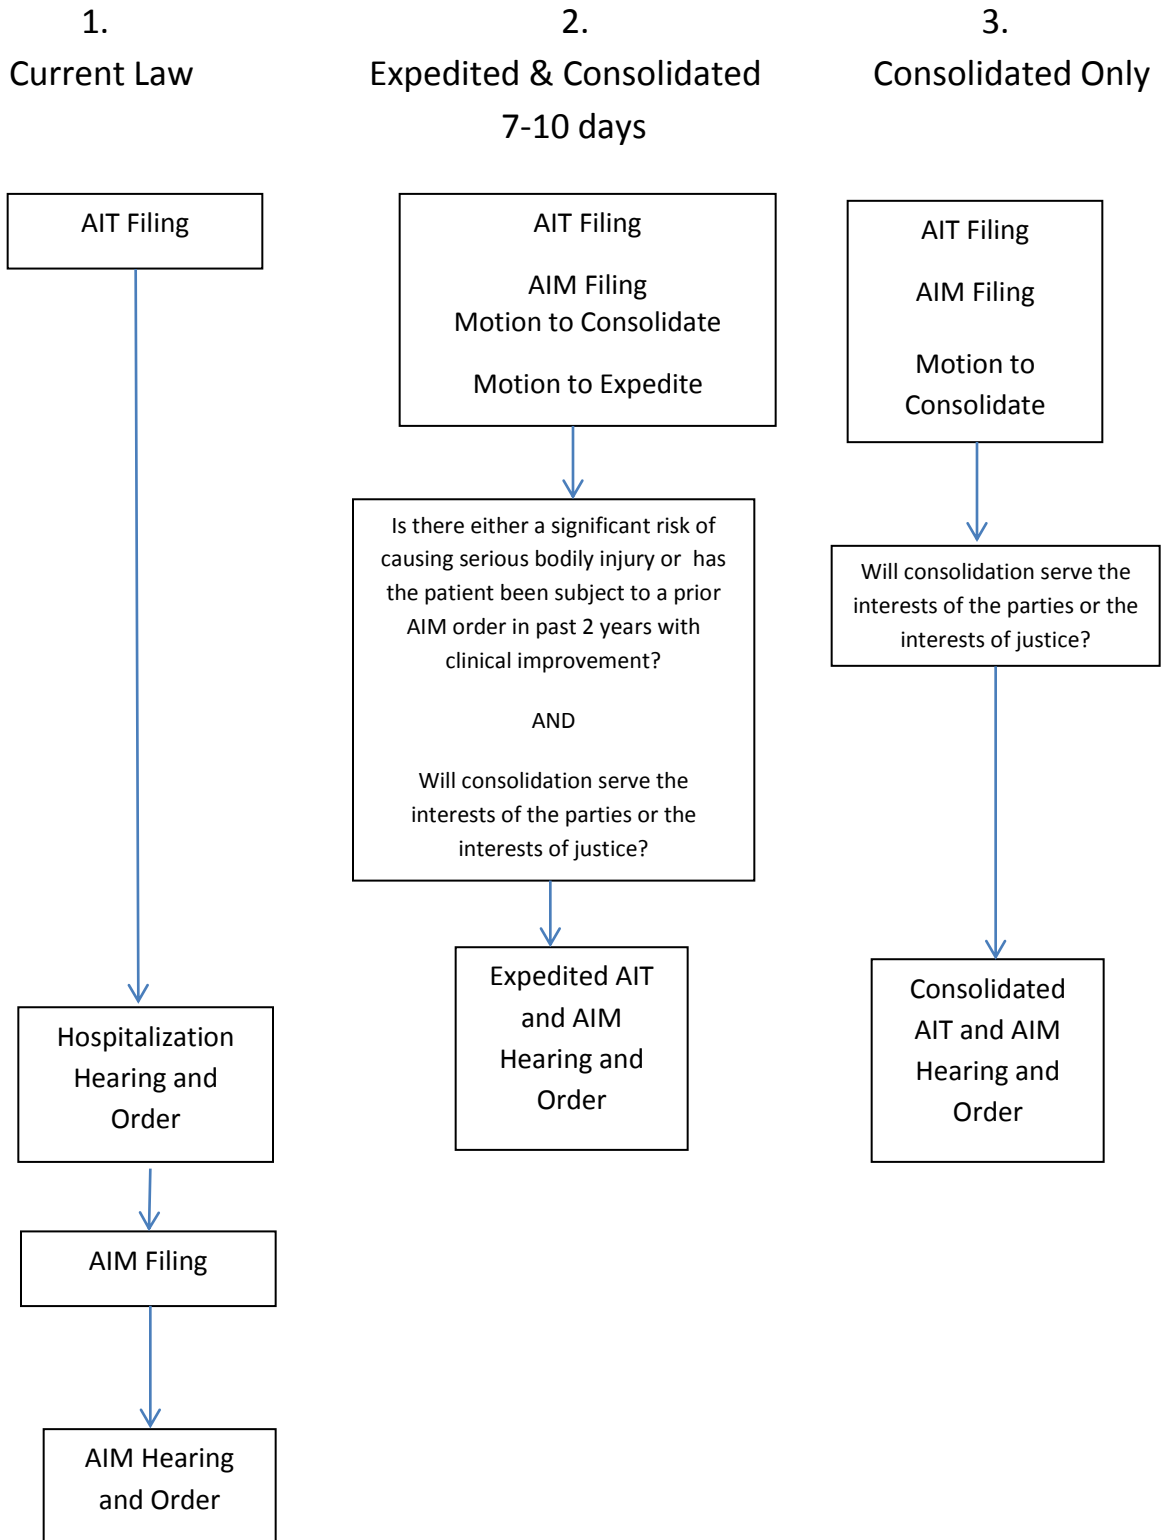 1.
Current Law
AIT Filing
Hospitalization
Hearing and
Order
AIM Filing
AIM Hearing
and Order
2.
Expedited & Consolidated
7-10 days
AIT Filing
AIM Filing
Motion to Consolidate
Motion to Expedite
Is there either a significant risk of
causing serious bodily injury or  has
the patient been subject to a prior
AIM order in past 2 years with
clinical improvement?
AND
Will consolidation serve the
interests of the parties or the
interests of justice?
Expedited AIT
and AIM
Hearing and
Order
3.
Consolidated Only
AIT Filing
AIM Filing
Motion to
Consolidate
Will consolidation serve the
interests of the parties or the
interests of justice?
Consolidated
AIT and AIM
Hearing and
Order